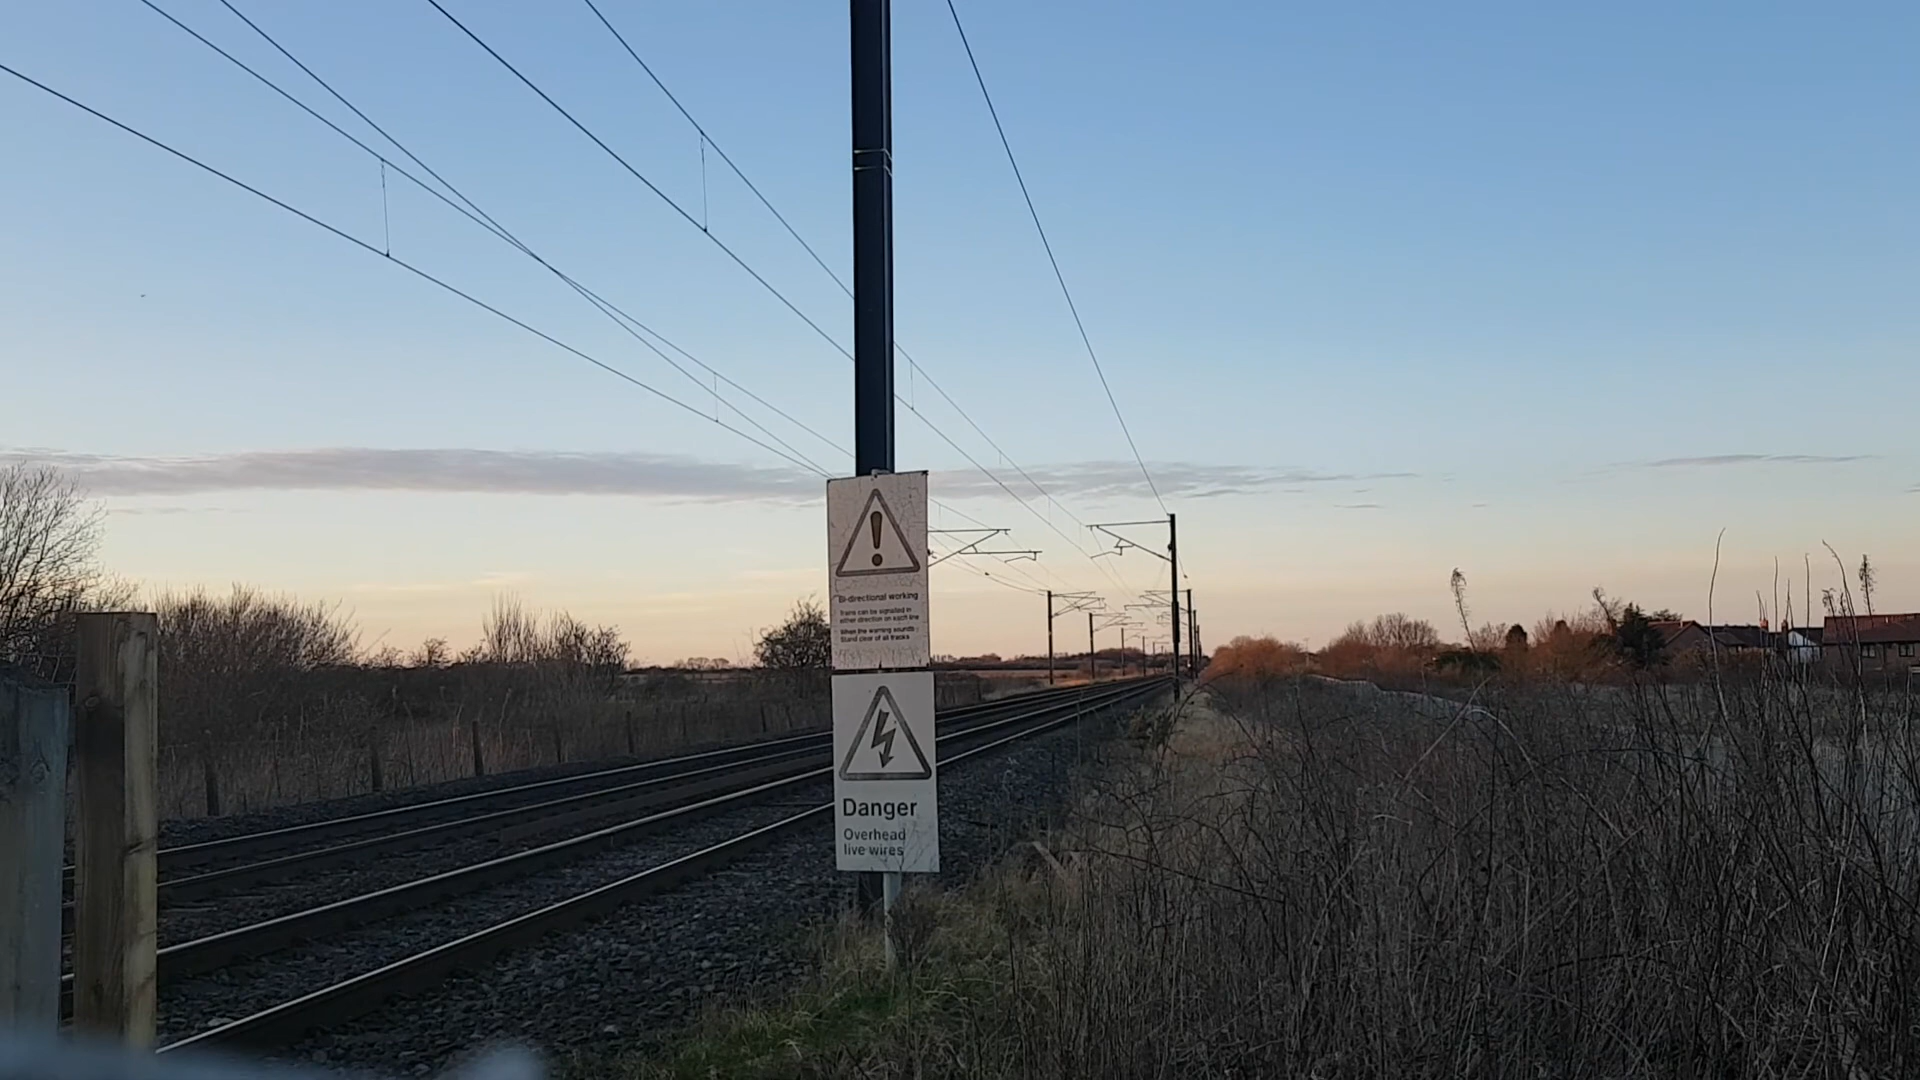 Bi-directional working
Trains can be signalled in
either direction on each line
When the warning sounds :
Stand clear of all tracks
Danger
Overhead
live wires